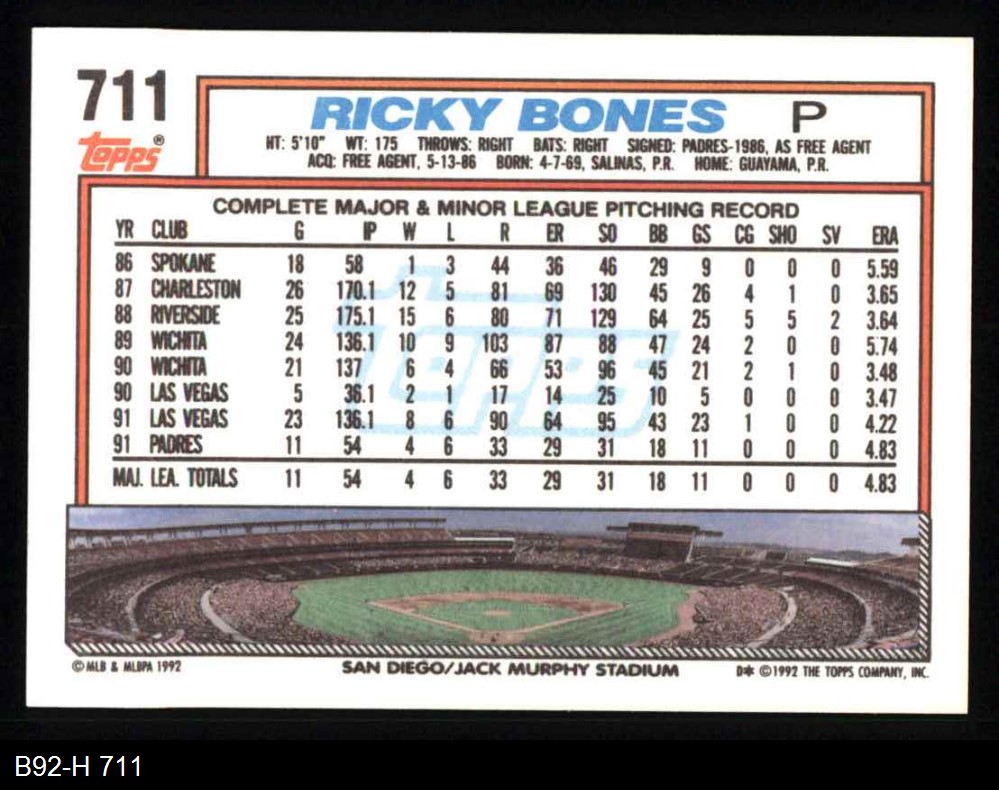 711
Topps®
RICKY BONES P
HT: 5'10" WT: 175 THROWS: RIGHT BATS: RIGHT SIGNED: PADRES-1986, AS FREE AGENT
ACQ: FREE AGENT, 5-13-86 BORN: 4-7-69, SALINAS, P.R. HOME: GUAYAMA, P.R.
COMPLETE MAJOR & MINOR LEAGUE PITCHING RECORD
YR CLUB G IP W L R ER SO BB GS CG SHO SV ERA
86 SPOKANE 18 58 1 3 44 36 46 29 9 0 0 0 5.59
87 CHARLESTON 26 170.1 12 5 81 69 130 45 26 4 1 0 3.65
88 RIVERSIDE 25 175.1 15 6 80 71 129 64 25 5 5 2 3.64
89 WICHITA 24 136.1 10 9 103 87 88 47 24 2 0 0 5.74
90 WICHITA 21 137 6 4 66 53 96 45 21 2 1 0 3.48
90 LAS VEGAS 5 36.1 2 1 17 14 25 10 5 0 0 0 3.47
91 LAS VEGAS 23 136.1 8 6 90 64 95 43 23 1 0 0 4.22
91 PADRES 11 54 4 6 33 29 31 18 11 0 0 0 4.83
MAJ. LEA. TOTALS 11 54 4 6 33 29 31 18 11 0 0 0 4.83
Topps
© MLB & MLBPA 1992 SAN DIEGO/JACK MURPHY STADIUM D* ©1992 THE TOPPS COMPANY, INC.
B92-H 711